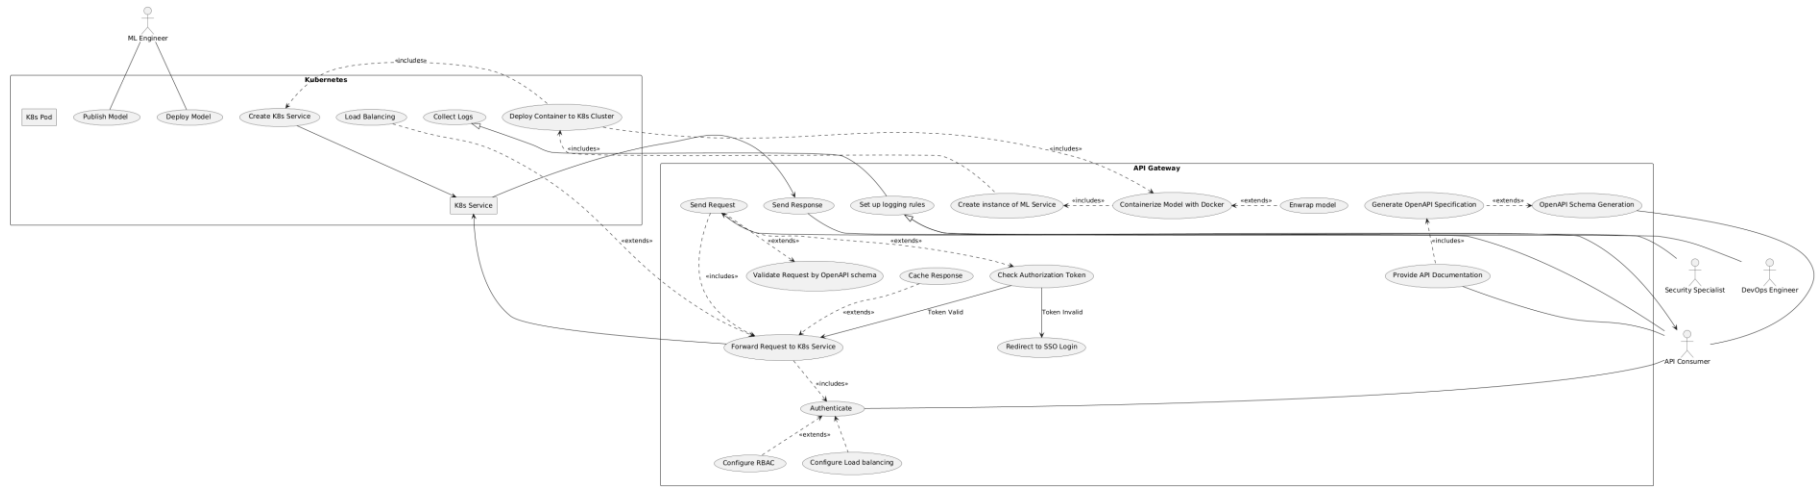 ML Engineer
<<includes>>
Kubernetes
K8s Pod
Publish Model
Deploy Model
Create K8s Service
Load Balancing
Collect Logs
Deploy Container to K8s Cluster
<<includes>>
<<includes>>
API Gateway
K8s Service
Send Request
Send Response
Set up logging rules
Create instance of ML Service
<<includes>>
Containerize Model with Docker
<<extends>>
Enwrap model
Generate OpenAPI Specification
<<extends>>
OpenAPI Schema Generation
<<extends>>
<<extends>>
<<extends>>
<<includes>>
<<includes>>
Validate Request by OpenAPI schema
Cache Response
Check Authorization Token
Provide API Documentation
Security Specialist
DevOps Engineer
<<extends>>
Token Valid
Token Invalid
Forward Request to K8s Service
Redirect to SSO Login
API Consumer
<<includes>>
Authenticate
<<extends>>
Configure RBAC
Configure Load balancing